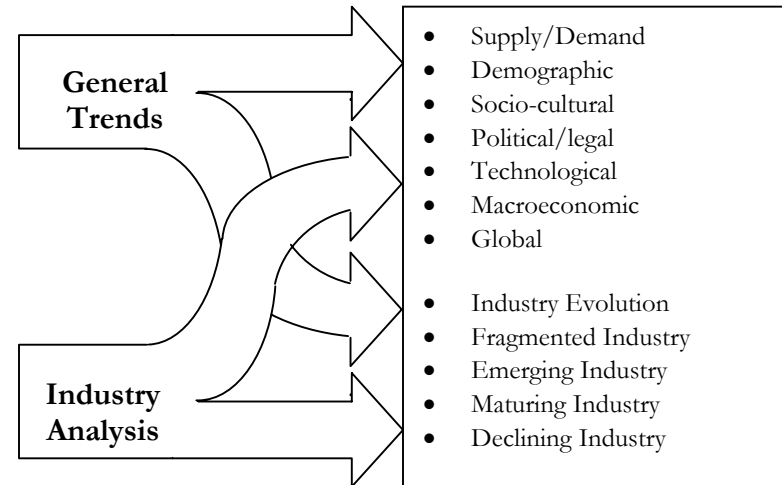 General
Trends
• Supply/Demand
• Demographic
• Socio-cultural
• Political/legal
• Technological
• Macroeconomic
• Global
• Industry Evolution
• Fragmented Industry
• Emerging Industry
• Maturing Industry
• Declining Industry
Industry
Analysis